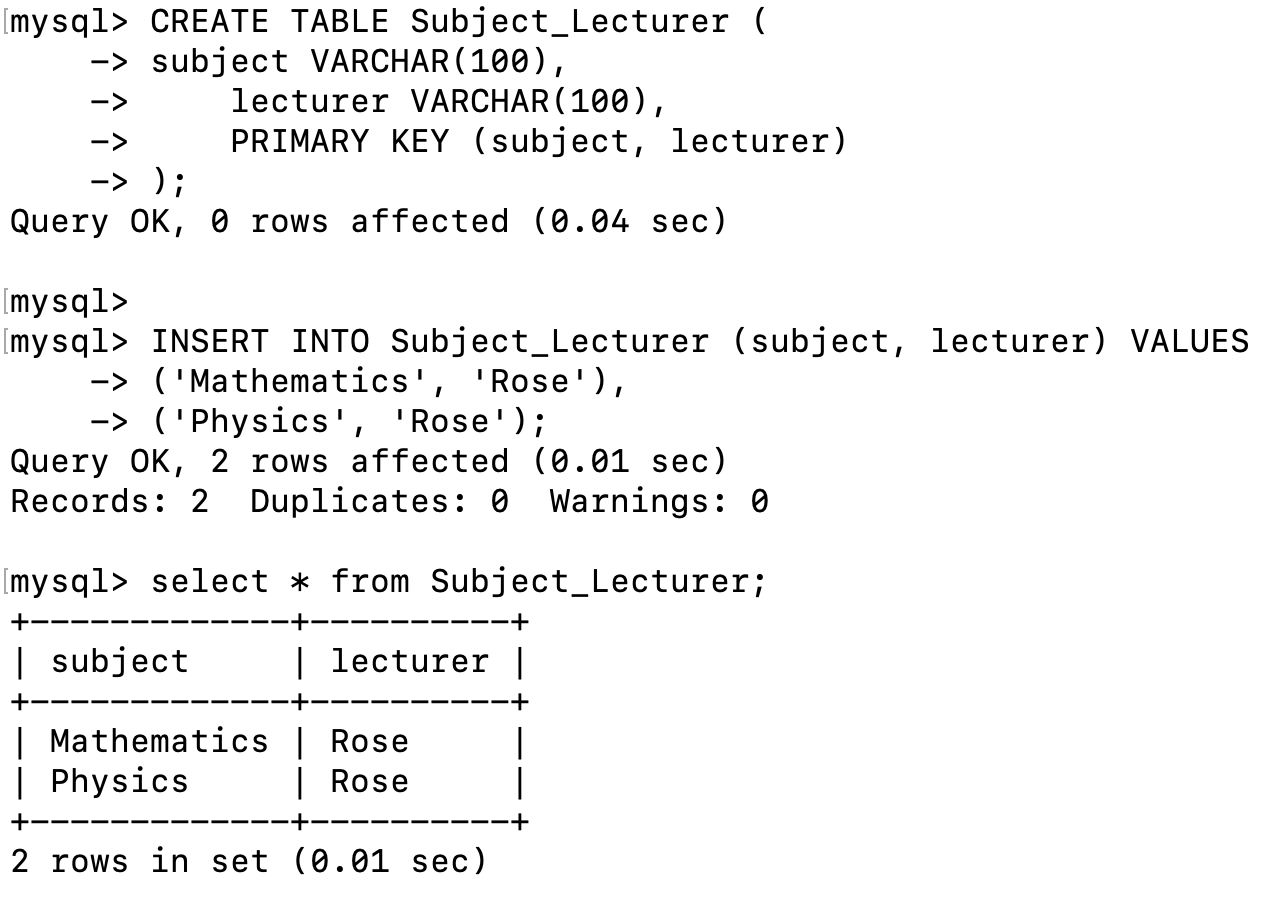 mysql> CREATE TABLE Subject_Lecturer (
    -> subject VARCHAR(100),
    ->     lecturer VARCHAR(100),
    ->     PRIMARY KEY (subject, lecturer)
    -> );
Query OK, 0 rows affected (0.04 sec)

mysql>
mysql> INSERT INTO Subject_Lecturer (subject, lecturer) VALUES
    -> ('Mathematics', 'Rose'),
    -> ('Physics', 'Rose');
Query OK, 2 rows affected (0.01 sec)
Records: 2  Duplicates: 0  Warnings: 0

mysql> select * from Subject_Lecturer;
+-------------+----------+
| subject     | lecturer |
+-------------+----------+
| Mathematics | Rose     |
| Physics     | Rose     |
+-------------+----------+
2 rows in set (0.01 sec)